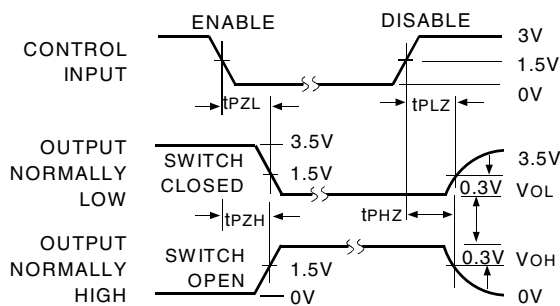 ENABLE
DISABLE
CONTROL
INPUT
3V
1.5V
0V
tPZL
tPLZ
OUTPUT
NORMALLY
LOW
SWITCH
CLOSED
3.5V
1.5V
3.5V
0.3V
VOL
tPZH
tPHZ
OUTPUT
NORMALLY
HIGH
SWITCH
OPEN
1.5V
0V
0.3V
VOH
0V